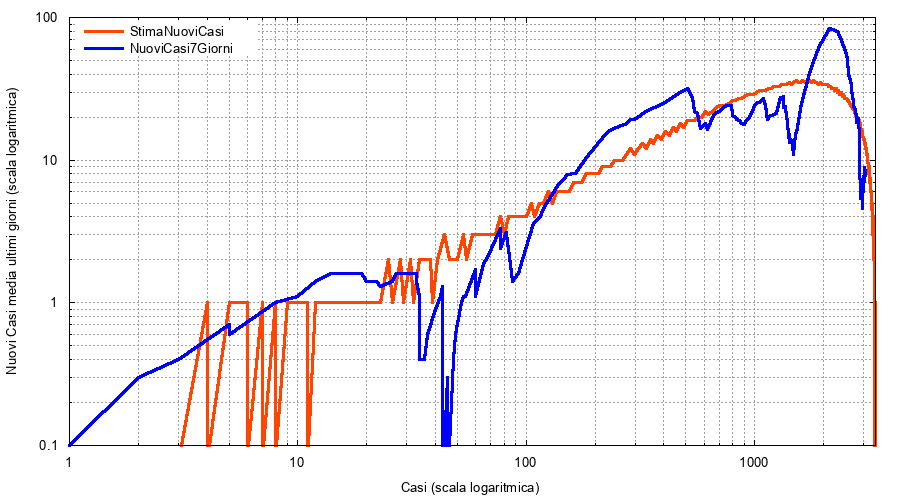 StimaNuoviCasi
NuoviCasi7Giorni
Nuovi Casi media ultimi giorni (scala logaritmica)
100
10
1
0.1
1
10
100
1000
Casi (scala logaritmica)